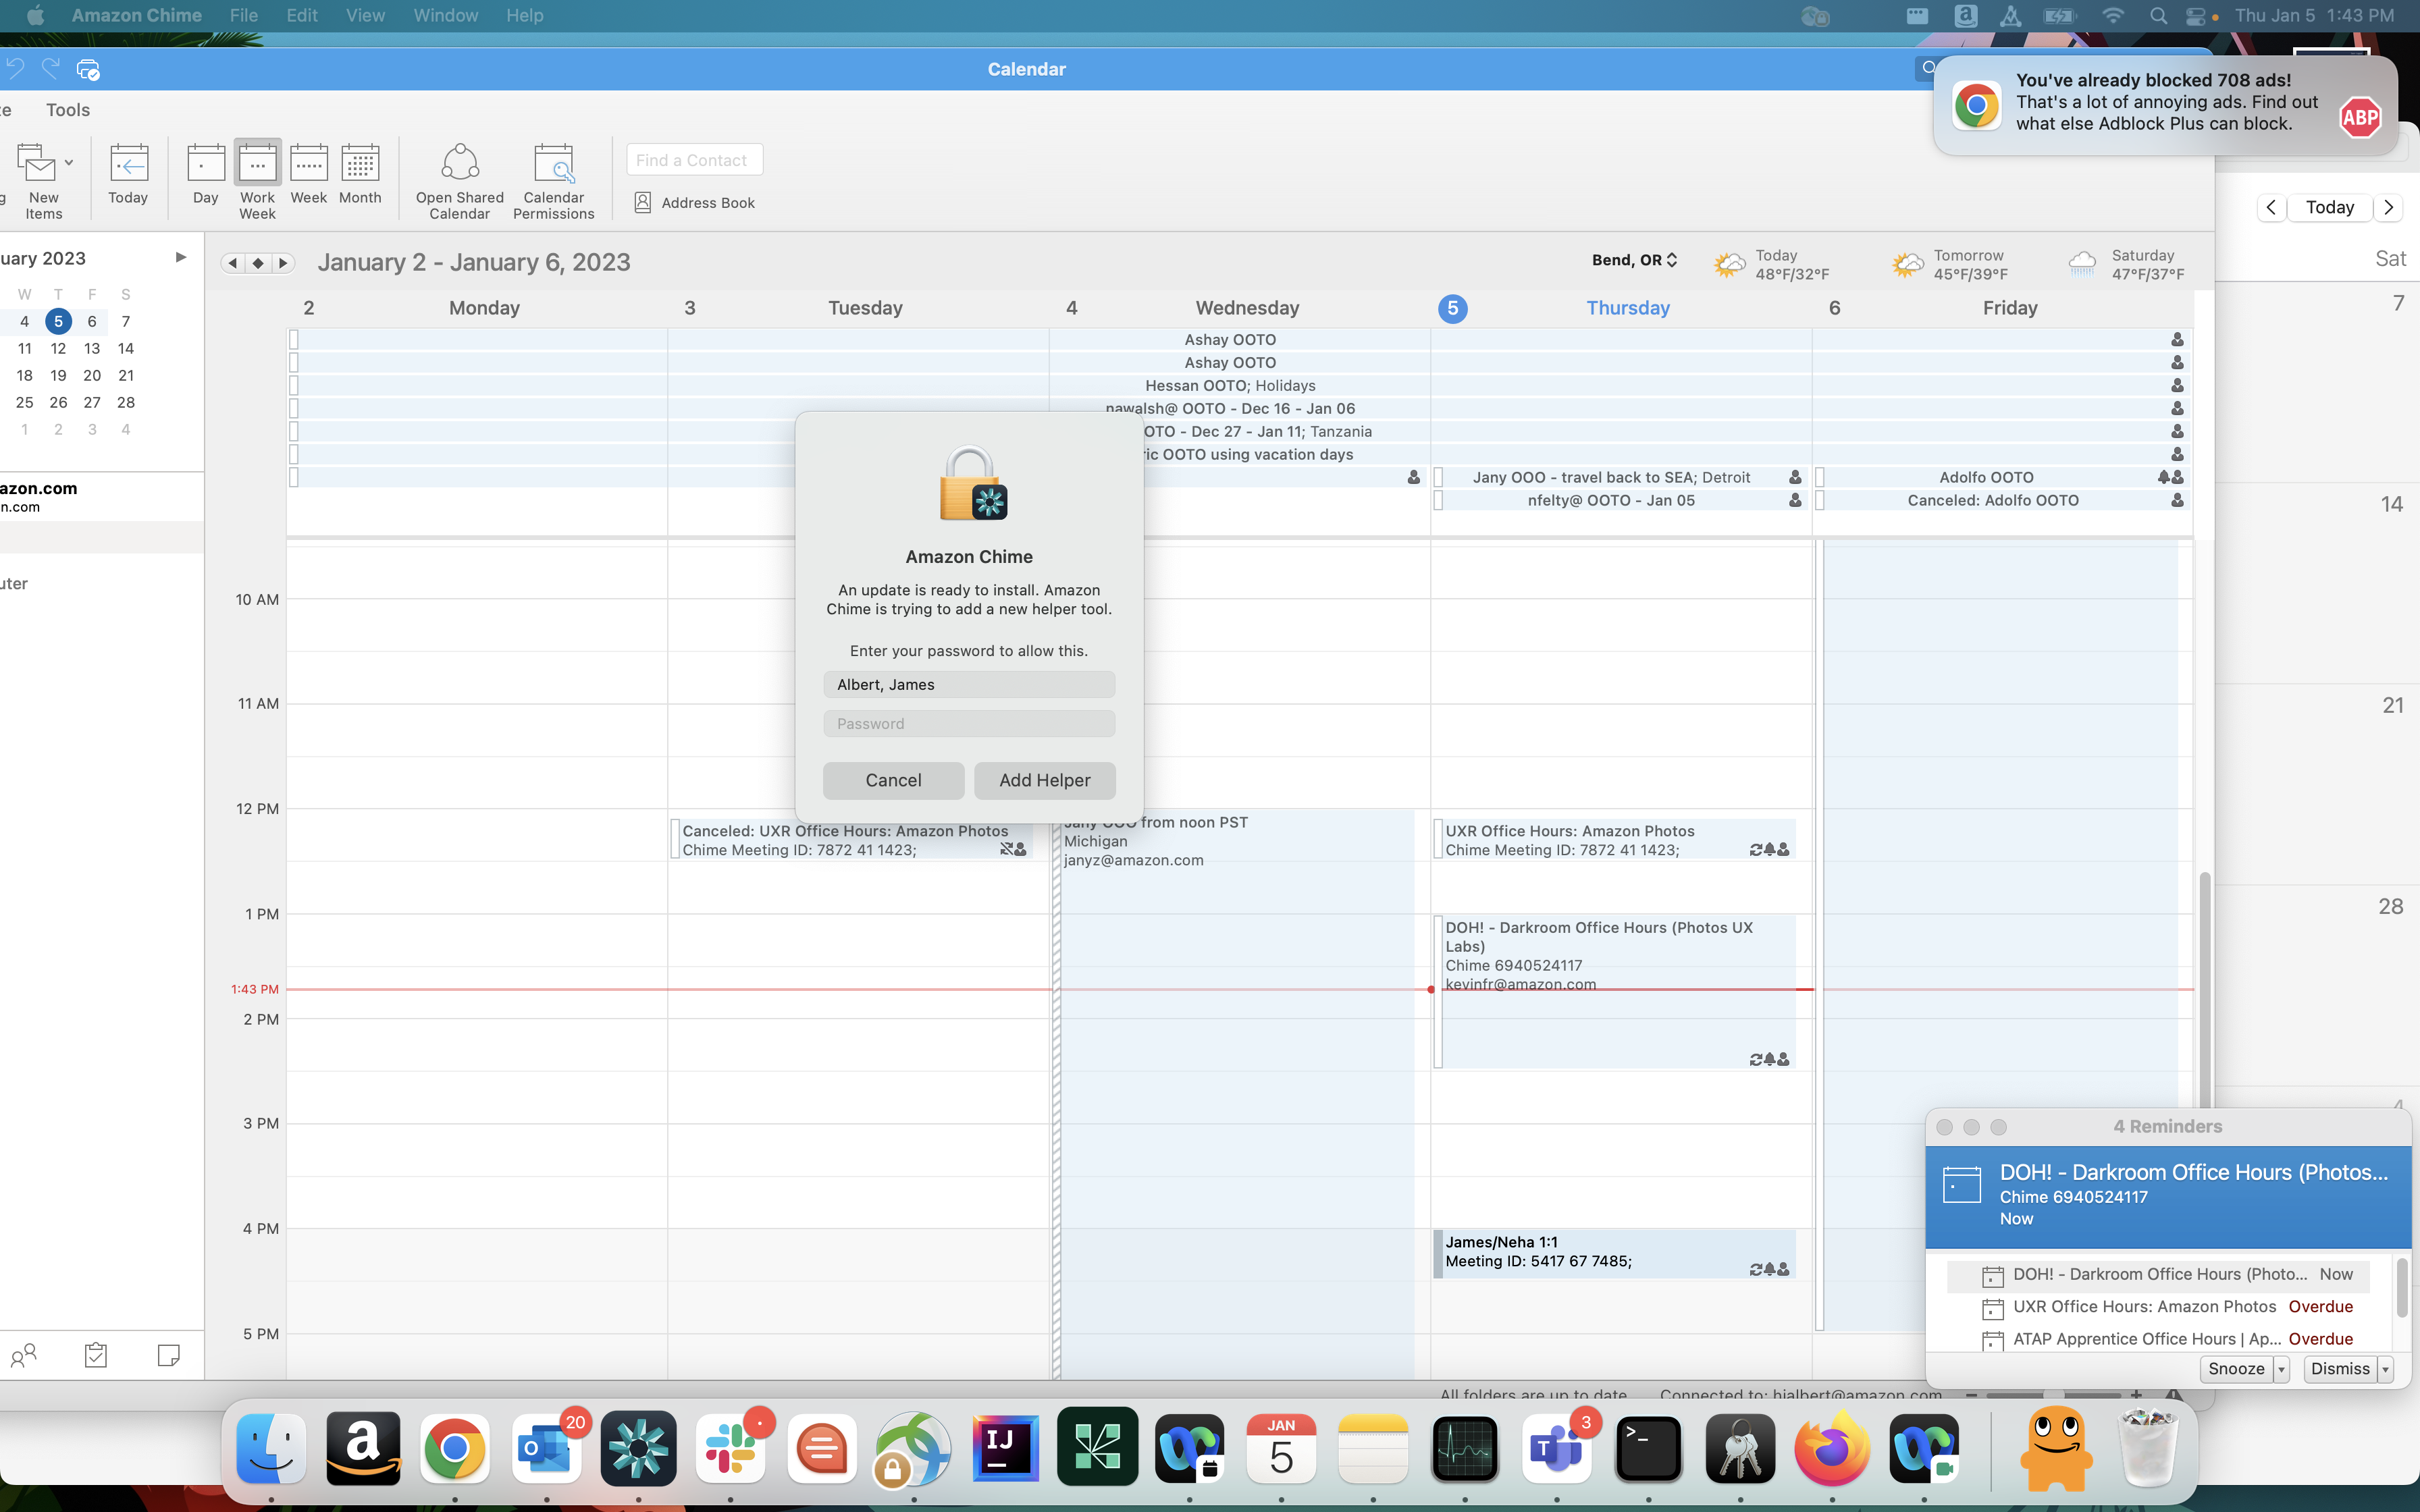 Amazon Chime File Edit View Window Help
Thu Jan 5 1:43 PM
Calendar
You've already blocked 708 ads!
That's a lot of annoying ads. Find out
what else Adblock Plus can block.
ABP
te Tools
New
Items
Today
Day
Work
Week
Week
Month
Open Shared
Calendar
Calendar
Permissions
Find a Contact
Address Book
Today
Sat
uary 2023
W T F S
4 5 6 7
11 12 13 14
18 19 20 21
25 26 27 28
1 2 3 4
azon.com
n.com
uter
January 2 - January 6, 2023
Bend, OR
Today
48°F/32°F
Tomorrow
45°F/39°F
Saturday
47°F/37°F
2 Monday 3 Tuesday 4 Wednesday 5 Thursday 6 Friday
7
14
21
28
4
Ashay OOTO
Ashay OOTO
Hessan OOTO; Holidays
nawalsh@ OOTO - Dec 16 - Jan 06
OTO - Dec 27 - Jan 11; Tanzania
ric OOTO using vacation days
Jany OOO - travel back to SEA; Detroit
Adolfo OOTO
nfelty@ OOTO - Jan 05
Canceled: Adolfo OOTO
Amazon Chime
An update is ready to install. Amazon
Chime is trying to add a new helper tool.
Enter your password to allow this.
Albert, James
Password
Cancel
Add Helper
10 AM
11 AM
12 PM
1 PM
1:43 PM
2 PM
3 PM
4 PM
5 PM
Canceled: UXR Office Hours: Amazon Photos
Chime Meeting ID: 7872 41 1423;
Jany OOO from noon PST
Michigan
janyz@amazon.com
UXR Office Hours: Amazon Photos
Chime Meeting ID: 7872 41 1423;
DOH! - Darkroom Office Hours (Photos UX
Labs)
Chime 6940524117
kevinfr@amazon.com
James/Neha 1:1
Meeting ID: 5417 67 7485;
4 Reminders
DOH! - Darkroom Office Hours (Photos...
Chime 6940524117
Now
DOH! - Darkroom Office Hours (Photo... Now
UXR Office Hours: Amazon Photos Overdue
ATAP Apprentice Office Hours | Ap... Overdue
Snooze
Dismiss
All folders are up to date. Connected to: hjalbert@amazon.com
20
3
JAN
5
IJ